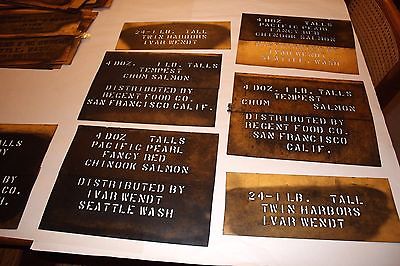 24-1 LB. TALL
TWIN HARBORS
IVAR WENDT
4 DOZ. 1 LB. TALLS
TEMPEST
CHUM SALMON
DISTRIBUTED BY
REGENT FOOD CO.
SAN FRANCISCO CALIF.
4 DOZ TALLS
PACIFIC PEARL
FANCY RED
CHINOOK SALMON
DISTRIBUTED BY
IVAR WENDT
SEATTLE WASH
4 DOZ TALLS
PACIFIC PEARL
FANCY RED
CHINOOK SALMON
DISTRIBUTED BY
IVAR WENDT
SEATTLE WASH
4 DOZ. 1 LB. TALLS
TEMPEST
CHUM SALMON
DISTRIBUTED BY
REGENT FOOD CO.
SAN FRANCISCO
CALIF.
24-1 LB. TALL
TWIN HARBORS
IVAR WENDT